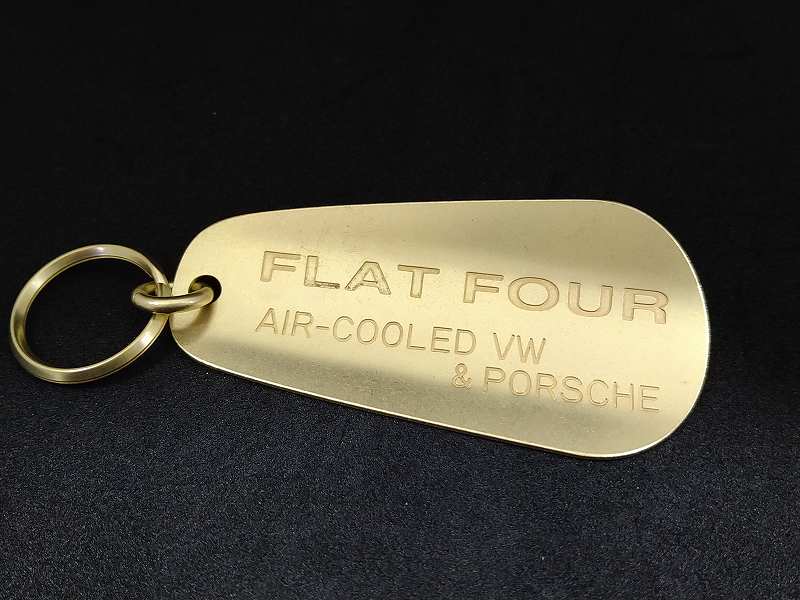 FLAT FOUR
AIR-COOLED VW
& PORSCHE